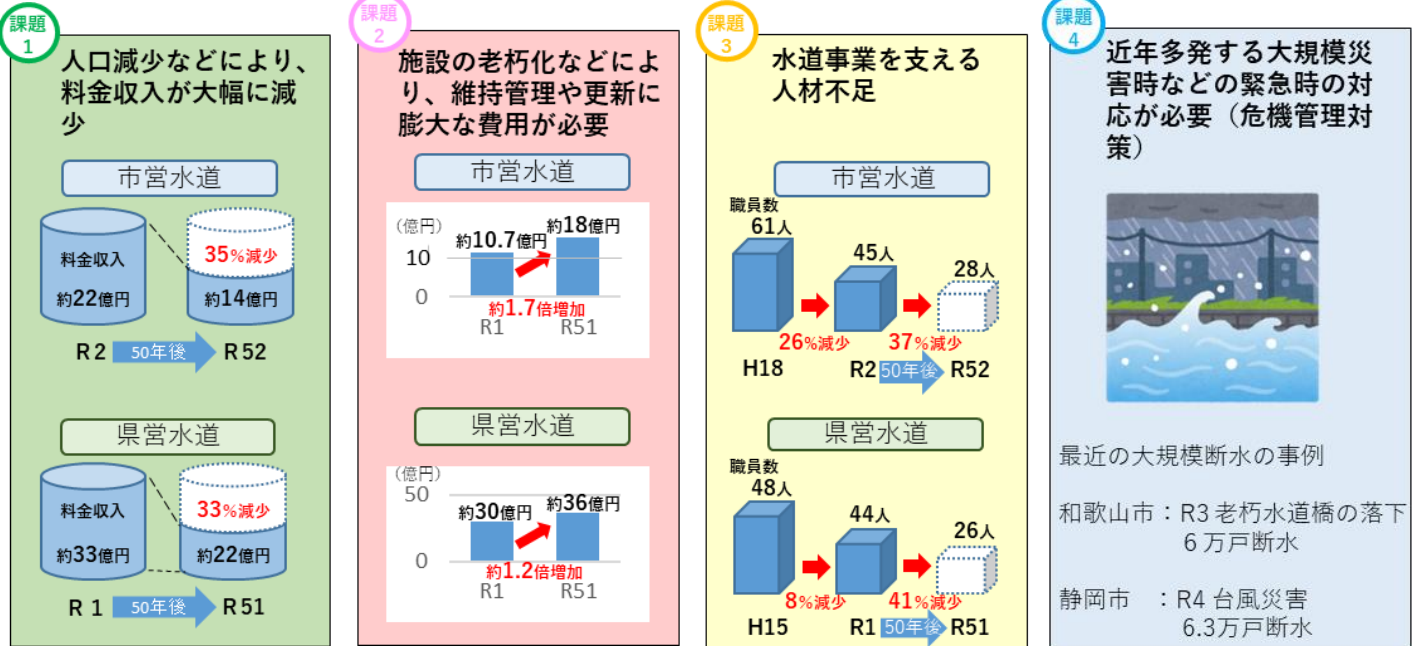 課題
1
人口減少などにより、
料金収入が大幅に減
少
市営水道
料金収入
約22億円
35%減少
約14億円
R2 50年後 R52
県営水道
料金収入
約33億円
33%減少
約22億円
R1 50年後 R51
課題
2
施設の老朽化などによ
り、維持管理や更新に
膨大な費用が必要
市営水道
(億円)
10
0
約10.7億円
約18億円
約1.7倍増加
R1 R51
県営水道
(億円)
50
0
約30億円
約36億円
約1.2倍増加
R1 R51
課題
3
水道事業を支える
人材不足
市営水道
職員数
61人
45人
28人
26%減少 37%減少
H18 R2 50年後 R52
県営水道
職員数
48人
44人
26人
8%減少 41%減少
H15 R1 50年後 R51
課題
4
近年多発する大規模災
害時などの緊急時の対
応が必要（危機管理対
策）
最近の大規模断水の事例
和歌山市：R3 老朽水道橋の落下
6万戸断水
静岡市　：R4 台風災害
6.3万戸断水